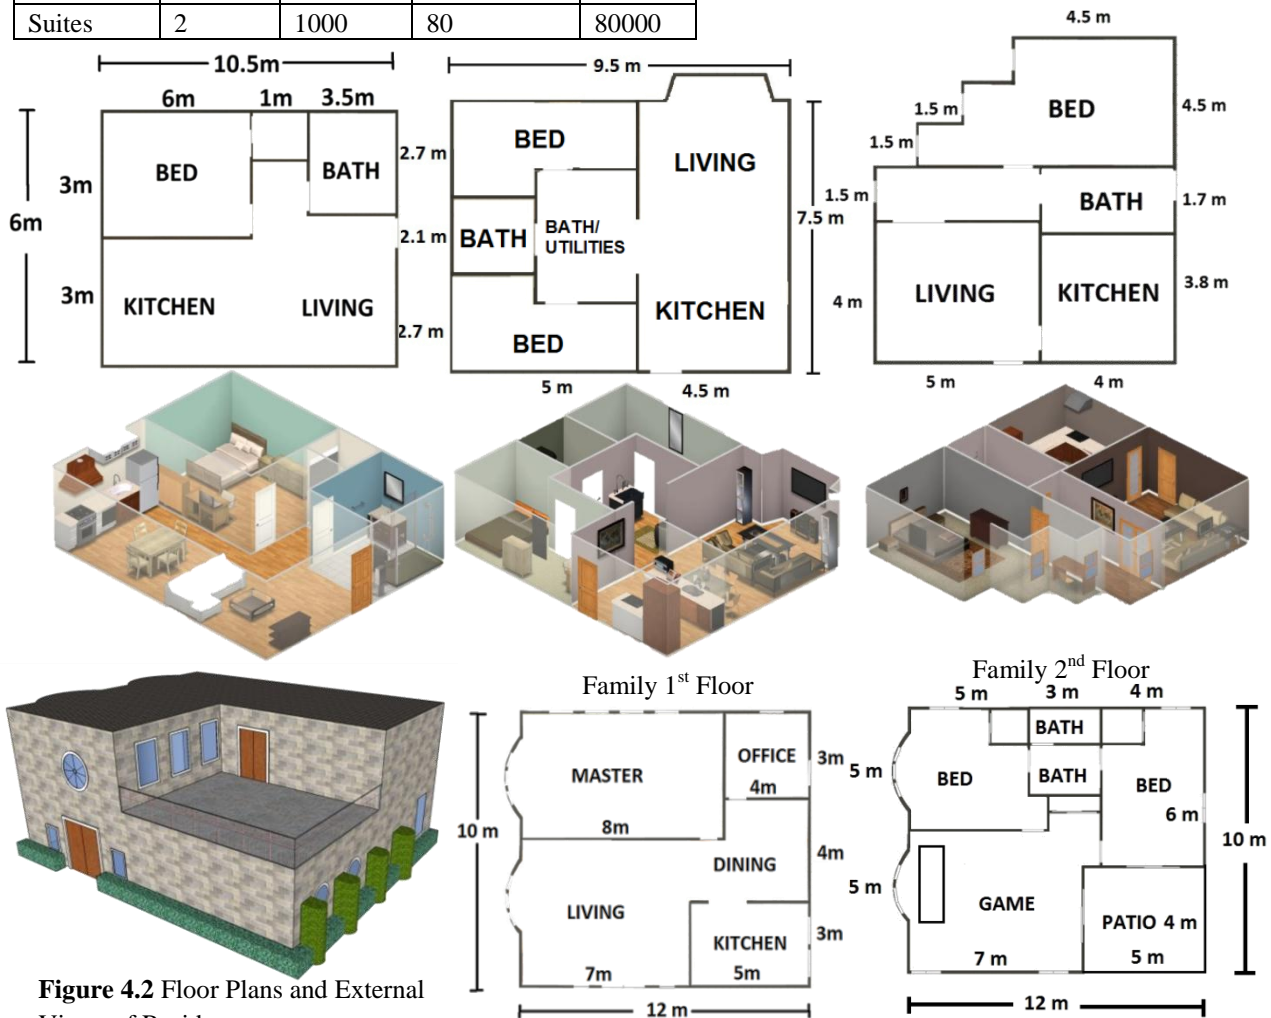 Suites 2 1000 80 80000
10.5m
6m 1m 3.5m
3m
6m
3m
BED
BATH
KITCHEN
LIVING
9.5 m
2.7 m
2.1 m
2.7 m
BED
LIVING
BATH
BATH/
UTILITIES
KITCHEN
BED
7.5 m
5 m 4.5 m
4.5 m
1.5 m
1.5 m
1.5 m
BED
4.5 m
BATH
1.7 m
LIVING
KITCHEN
3.8 m
4 m
5 m 4 m
Family 1st Floor
MASTER
OFFICE
4m
3m
8m
10 m
DINING
4m
LIVING
KITCHEN
3m
7m 5m
12 m
Family 2nd Floor
5 m 3 m 4 m
BATH
5 m
BED
BATH
BED
6 m
10 m
5 m
GAME
PATIO 4 m
7 m 5 m
12 m
Figure 4.2 Floor Plans and External